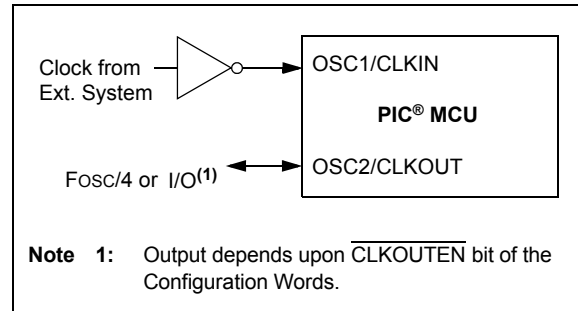 Clock from
Ext. System
OSC1/CLKIN
PIC® MCU
FOSC/4 or I/O(1)
OSC2/CLKOUT
Note 1: Output depends upon CLKOUTEN bit of the
Configuration Words.